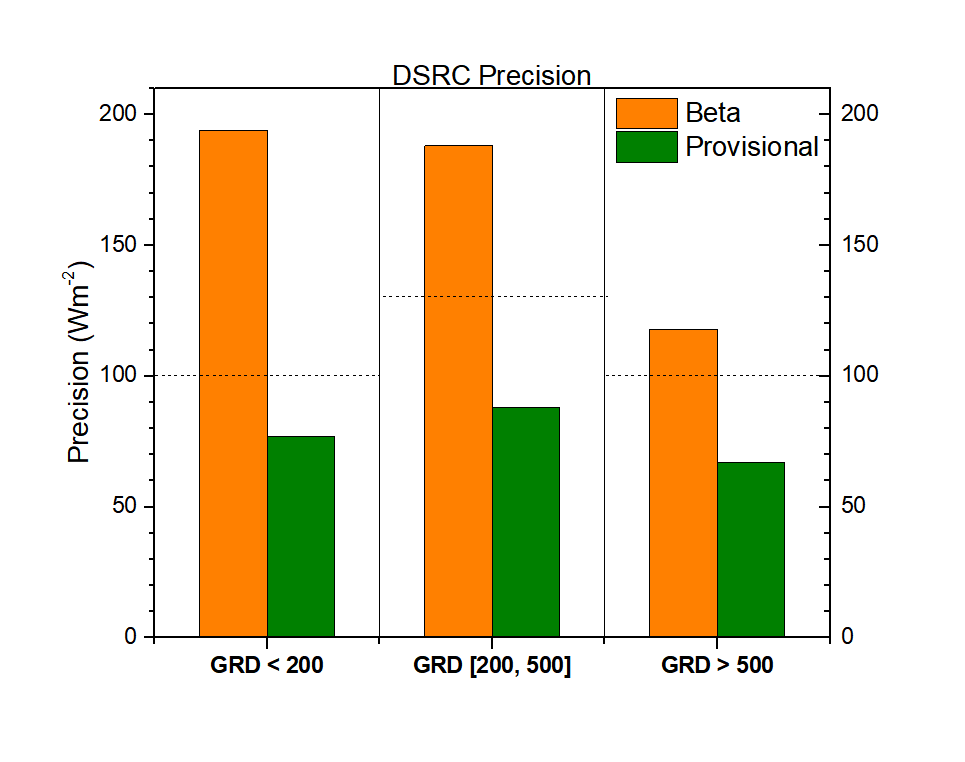 DSRC Precision
200
150
100
50
0
Precision (Wm-2)
200
150
100
50
0
Beta
Provisional
GRD < 200
GRD [200, 500]
GRD > 500